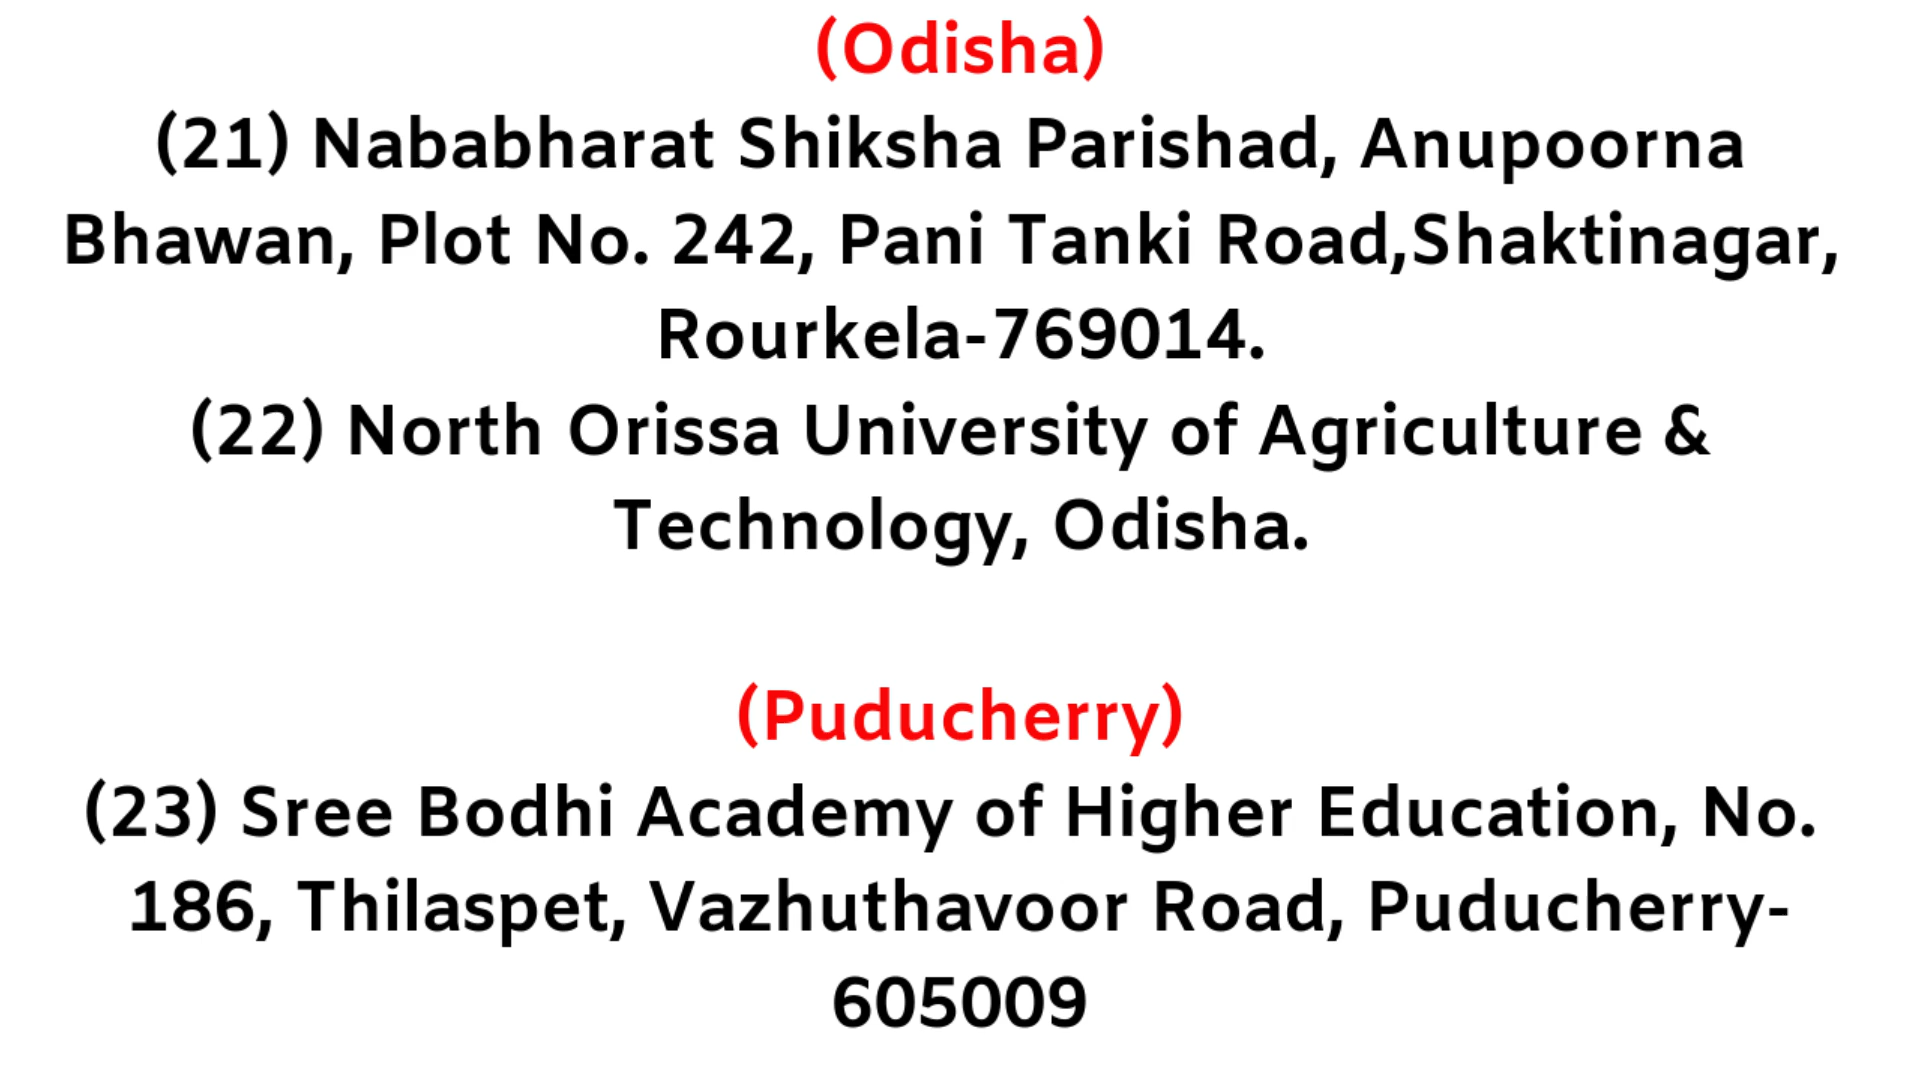 (Odisha)
(21) Nababharat Shiksha Parishad, Anupoorna
Bhawan, Plot No. 242, Pani Tanki Road,Shaktinagar,
Rourkela-769014.
(22) North Orissa University of Agriculture &
Technology, Odisha.
(Puducherry)
(23) Sree Bodhi Academy of Higher Education, No.
186, Thilaspet, Vazhuthavoor Road, Puducherry-
605009